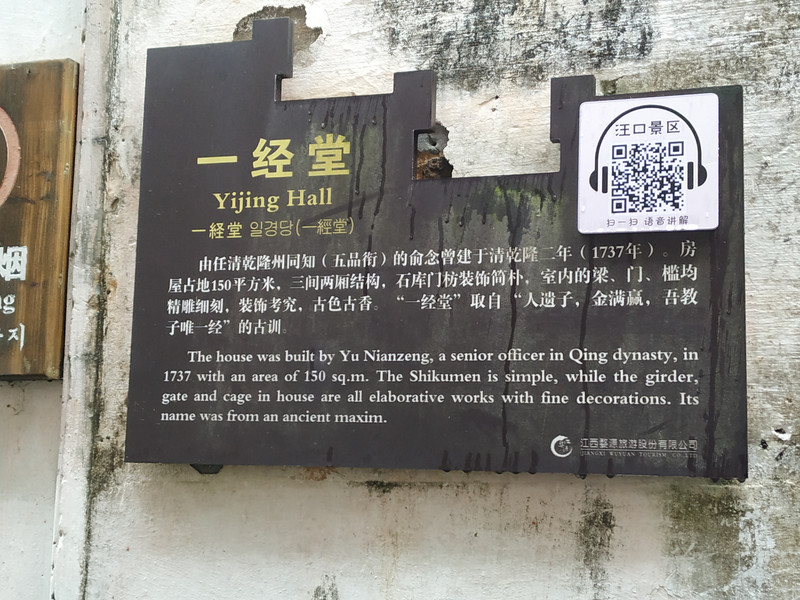 一经堂
Yijing Hall
一経堂 일경당(一經堂)
汪口景区
扫一扫 语音讲解
由任清乾隆州同知（五品衔）的俞念曾建于清乾隆二年（1737年）。房
屋占地150平方米，三间两厢结构，石库门枋装饰简朴，室内的梁、门、槛均
精雕细刻，装饰考究，古色古香。“一经堂”取自“人遗子，金满赢，吾教
子唯一经”的古训。
The house was built by Yu Nianzeng, a senior officer in Qing dynasty, in
1737 with an area of 150 sq.m. The Shikumen is simple, while the girder,
gate and cage in house are all elaborative works with fine decorations. Its
name was from an ancient maxim.
江西婺源旅游股份有限公司
JIANGXI WUYUAN TOURISM CO.,LTD
烟
ng
지